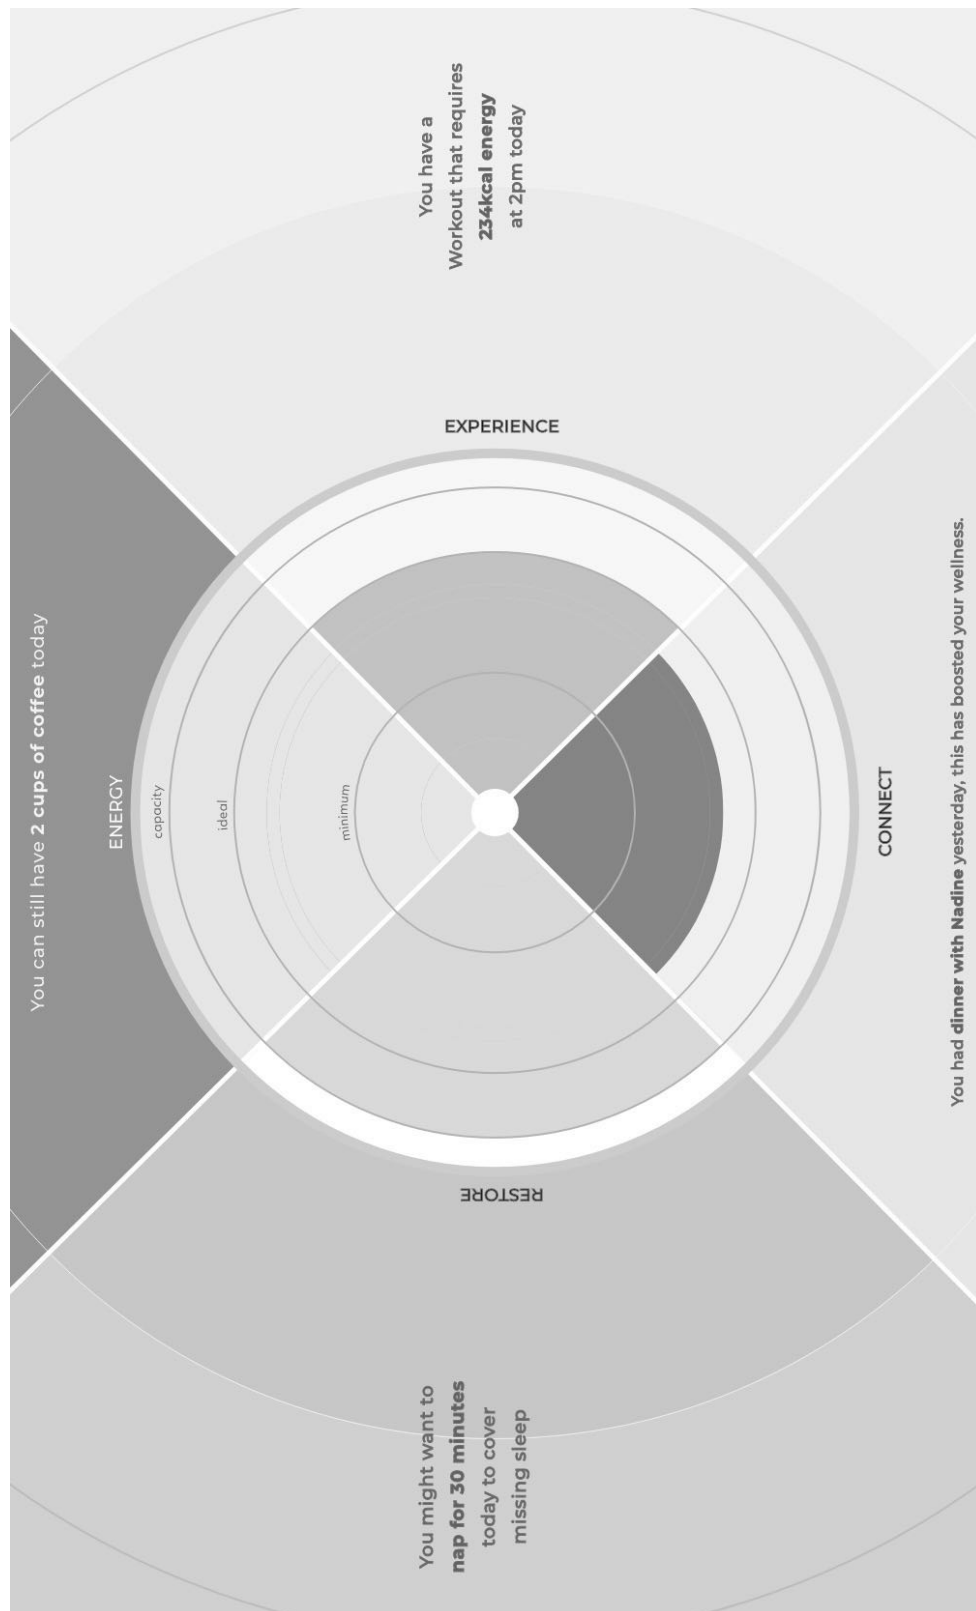 You have a
Workout that requires
234kcal energy
at 2pm today
EXPERIENCE
You can still have 2 cups of coffee today
ENERGY
capacity
ideal
minimum
CONNECT
You had dinner with Nadine yesterday, this has boosted your wellness.
RESTORE
You might want to
nap for 30 minutes
today to cover
missing sleep